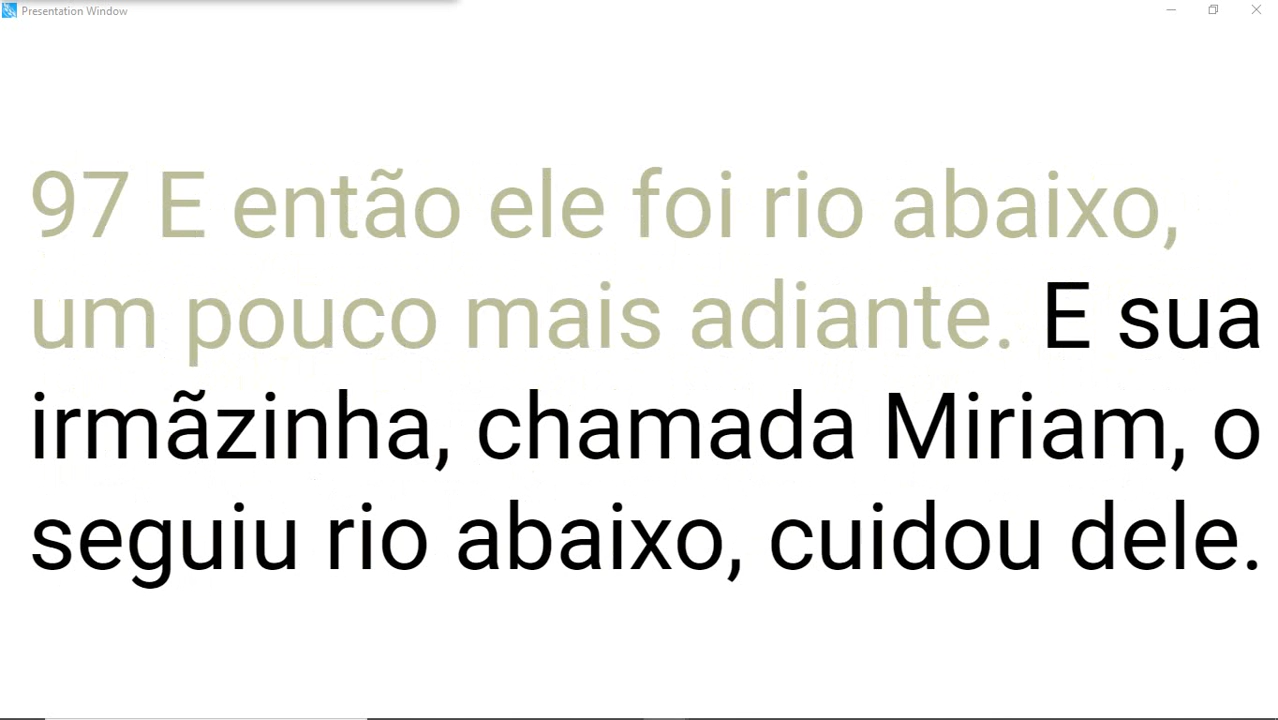 Presentation Window
97 E então ele foi rio abaixo,
um pouco mais adiante. E sua
irmãzinha, chamada Miriam, o
seguiu rio abaixo, cuidou dele.